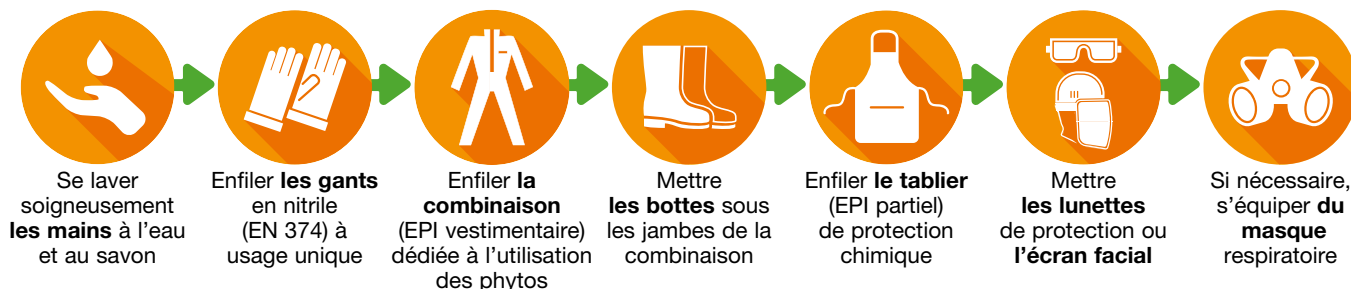 Se laver
soigneusement
les mains à l’eau
et au savon
Enfiler les gants
en nitrile
(EN 374) à
usage unique
Enfiler la
combinaison
(EPI vestimentaire)
dédiée à l’utilisation
des phytos
Mettre
les bottes sous
les jambes de la
combinaison
Enfiler le tablier
(EPI partiel)
de protection
chimique
Mettre
les lunettes
de protection ou
l’écran facial
Si nécessaire,
s’équiper du
masque
respiratoire